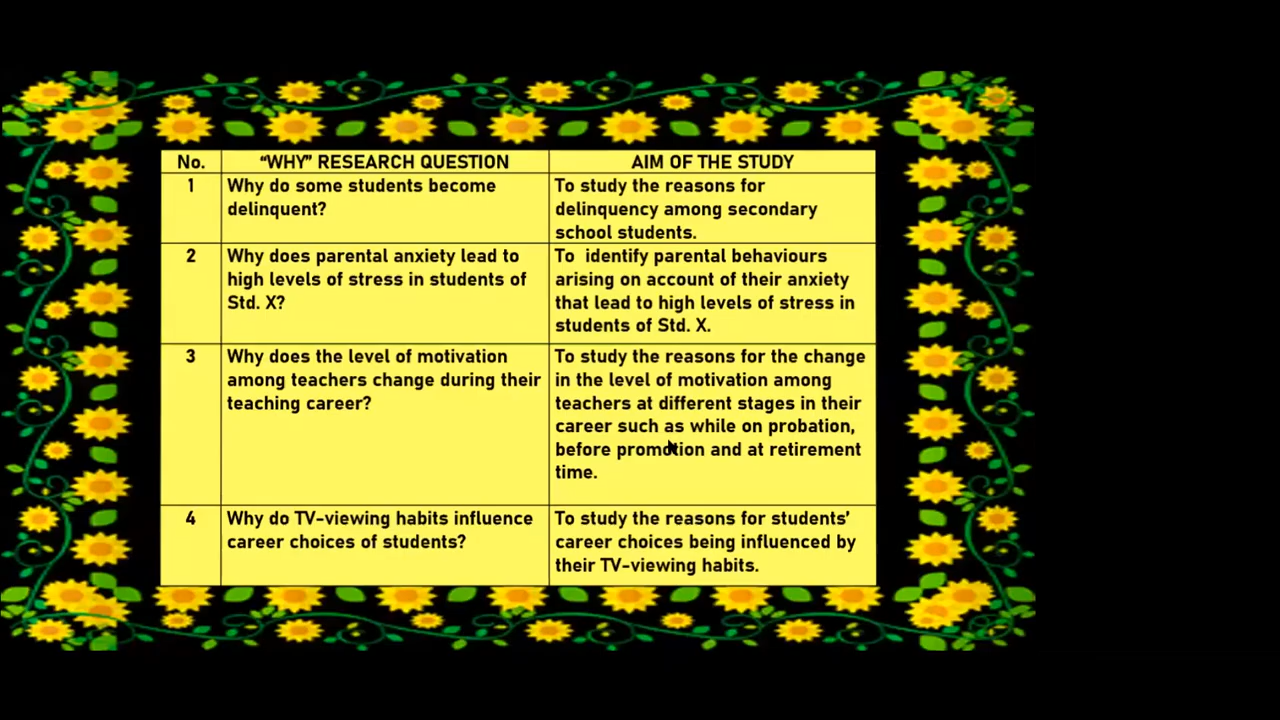 No. "WHY" RESEARCH QUESTION AIM OF THE STUDY
1 Why do some students become
delinquent?
To study the reasons for
delinquency among secondary
school students.
2 Why does parental anxiety lead to
high levels of stress in students of
Std. X?
To identify parental behaviours
arising on account of their anxiety
that lead to high levels of stress in
students of Std. X.
3 Why does the level of motivation
among teachers change during their
teaching career?
To study the reasons for the change
in the level of motivation among
teachers at different stages in their
career such as while on probation,
before promotion and at retirement
time.
4 Why do TV-viewing habits influence
career choices of students?
To study the reasons for students'
career choices being influenced by
their TV-viewing habits.